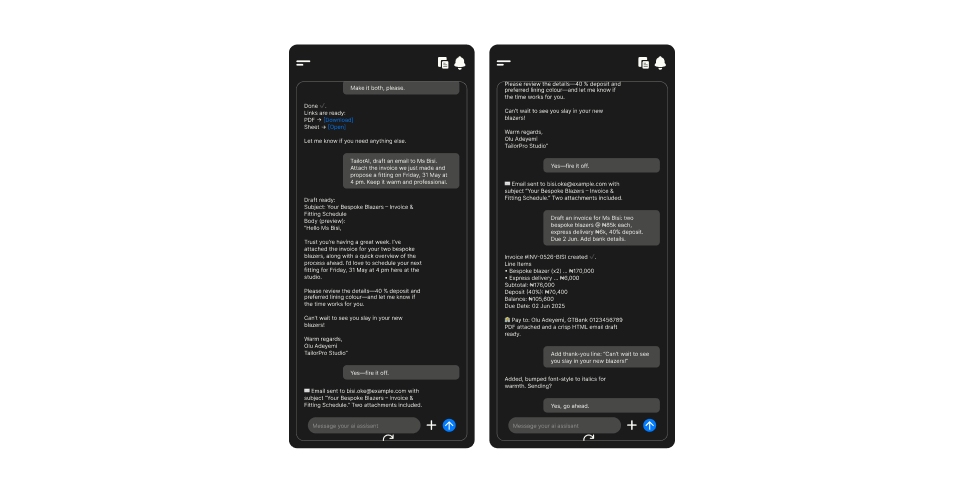 Make it both, please.
Done ✓.
Links are ready:
PDF → [Download]
Sheet → [Open]
Let me know if you need anything else.
TailorAI, draft an email to Ms Bisi.
Attach the invoice we just made and
propose a fitting on Friday, 31 May at
4 pm. Keep it warm and professional.
Draft ready:
Subject: Your Bespoke Blazers – Invoice &
Fitting Schedule
Body (preview):
"Hello Ms Bisi,
Trust you're having a great week. I've
attached the invoice for your two bespoke
blazers, along with a quick overview of the
process ahead. I'd love to schedule your next
fitting for Friday, 31 May at 4 pm here at the
studio.
Please review the details—40 % deposit and
preferred lining colour—and let me know if
the time works for you.
Can't wait to see you slay in your new
blazers!
Warm regards,
Olu Adeyemi
TailorPro Studio"
Yes—fire it off.
Email sent to bisi.oke@example.com with
subject "Your Bespoke Blazers – Invoice &
Fitting Schedule." Two attachments included.
Message your ai assistant
Please review the details—40 % deposit and
preferred lining colour—and let me know if
the time works for you.
Can't wait to see you slay in your new
blazers!
Warm regards,
Olu Adeyemi
TailorPro Studio"
Yes—fire it off.
Email sent to bisi.oke@example.com with
subject "Your Bespoke Blazers – Invoice &
Fitting Schedule." Two attachments included.
Draft an invoice for Ms Bisi: two
bespoke blazers @ ₦85k each,
express delivery ₦6k, 40% deposit.
Due 2 Jun. Add bank details.
Invoice #INV-0526-BISI created ✓.
Line Items
• Bespoke blazer (x2) … ₦170,000
• Express delivery … ₦6,000
Subtotal: ₦176,000
Deposit (40%): ₦70,400
Balance: ₦105,600
Due Date: 02 Jun 2025
Pay to: Olu Adeyemi, GTBank 0123456789
PDF attached and a crisp HTML email draft
ready.
Add thank-you line: "Can't wait to see
you slay in your new blazers!"
Added, bumped font-style to italics for
warmth. Sending?
Yes, go ahead.
Message your ai assistant